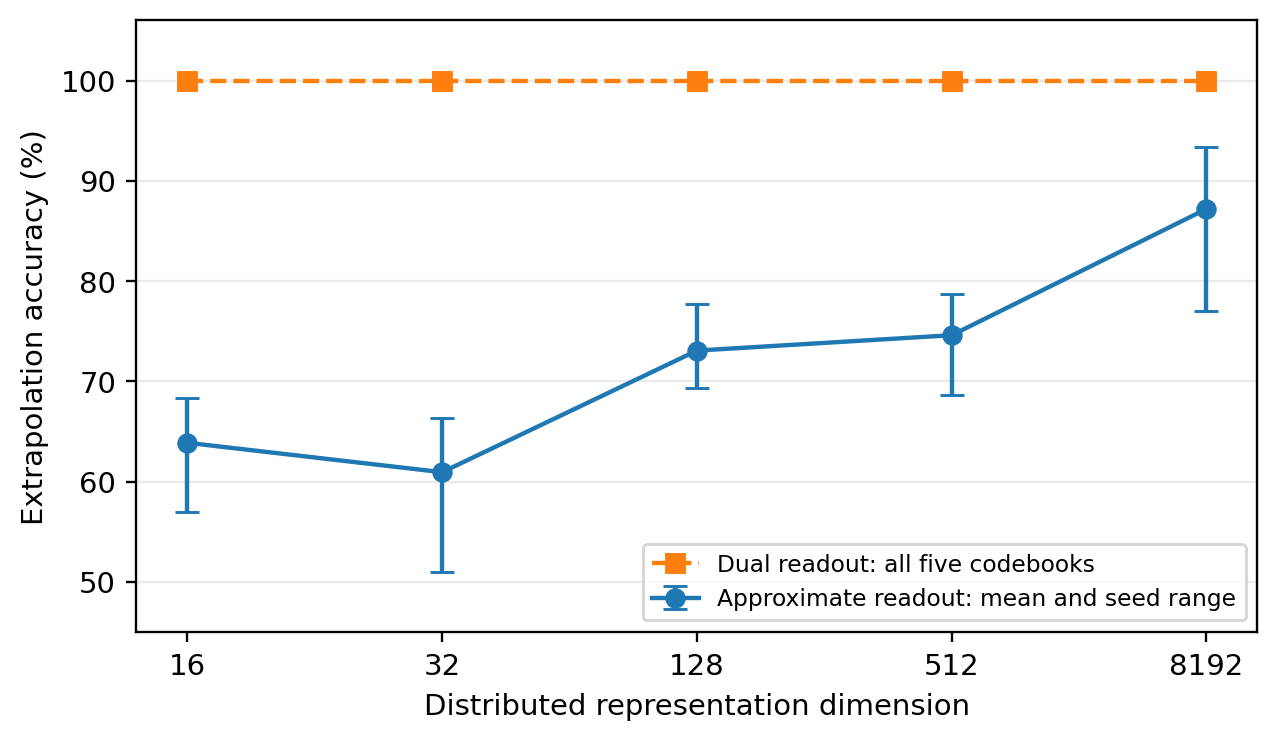 100
90
80
70
60
50
Extrapolation accuracy (%)
Dual readout: all five codebooks
Approximate readout: mean and seed range
16 32 128 512 8192
Distributed representation dimension